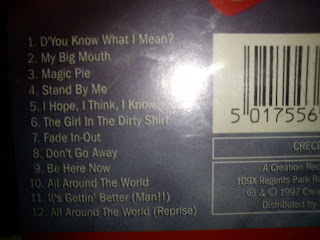 1. D'You Know What I Mean?
2. My Big Mouth
3. Magic Pie
4. Stand By Me
5. I Hope, I Think, I Know
6. The Girl In The Dirty Shirt
7. Fade In-Out
8. Don't Go Away
9. Be Here Now
10. All Around The World
11. It's Gettin' Better (Man!!)
12. All Around The World (Reprise)
5 017556
CRECD
A Creation Rec
109X Regents Park Ro
℗ & © 1997 Crea
Distributed by